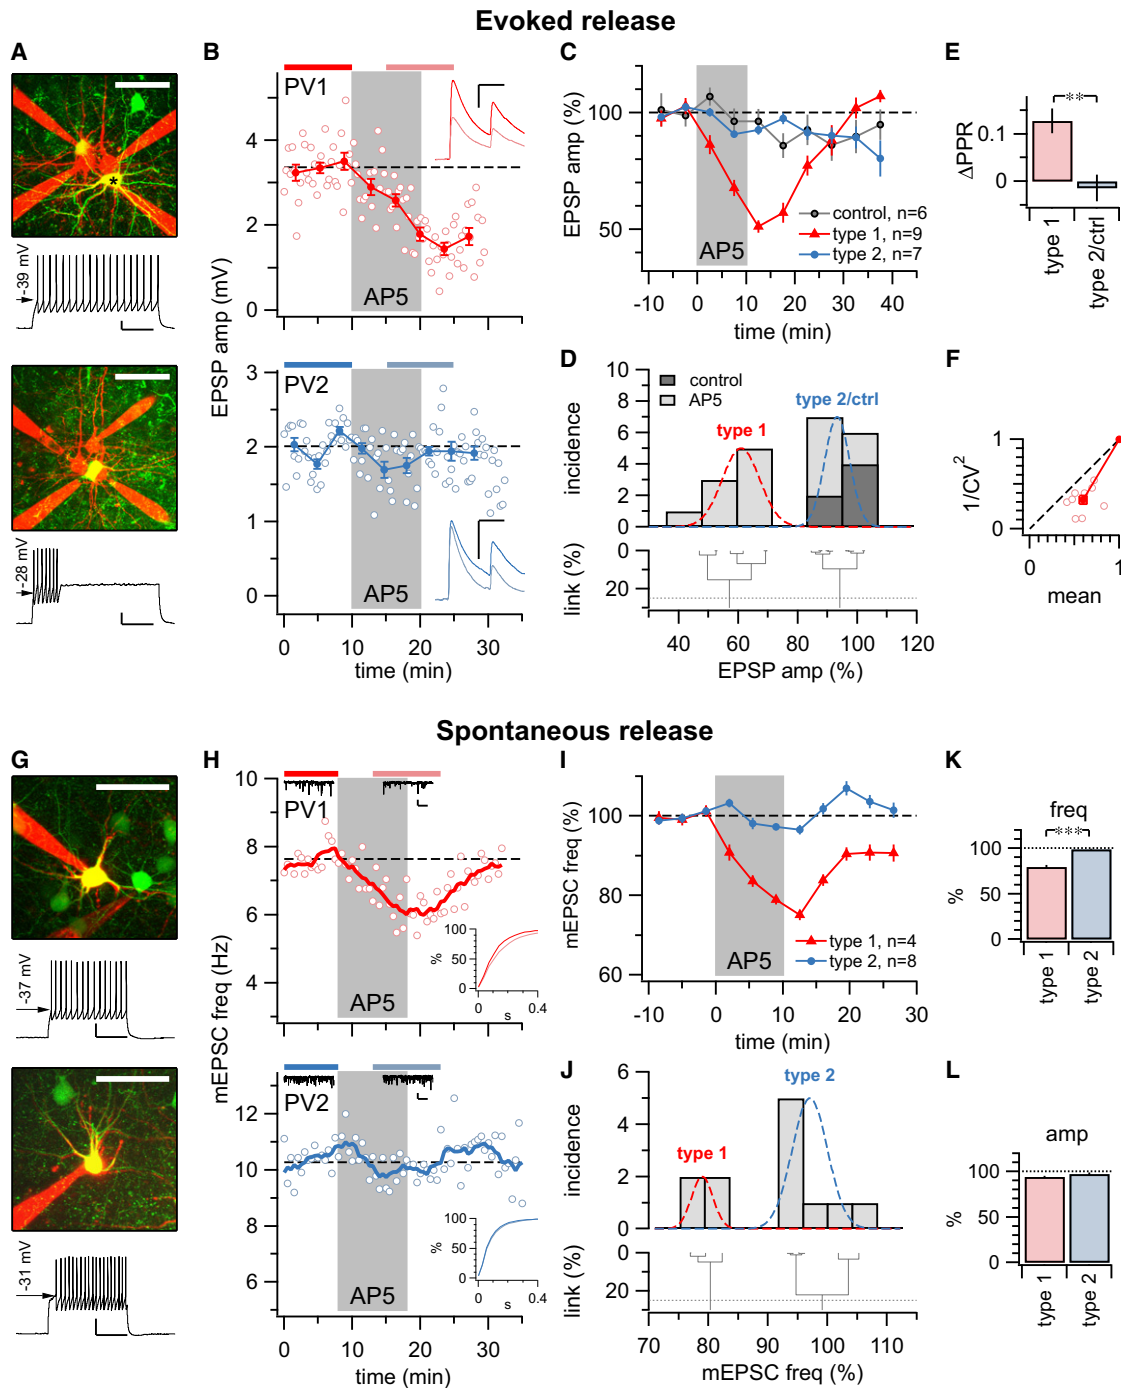 Evoked release
A
*
-39 mV
-28 mV
B
EPSP amp (mV)
PV1
4
2
0
AP5
PV2
3
2
1
0
AP5
0 10 20 30
time (min)
C
EPSP amp (%)
100
50
AP5
control, n=6
type 1, n=9
type 2, n=7
-10 0 10 20 30 40
time (min)
D
incidence
10
8
6
4
2
0
control
AP5
type 1
type 2/ctrl
link (%)
0
20
40 60 80 100 120
EPSP amp (%)
E
ΔPPR
**
0.1
0
type 1
type 2/ctrl
F
1/CV²
1
0
0 1
mean
Spontaneous release
G
-37 mV
-31 mV
H
mEPSC freq (Hz)
10
8
6
4
PV1
AP5
%
100
50
0
0 0.4
s
PV2
12
10
8
6
AP5
%
100
50
0
0 0.4
s
0 10 20 30
time (min)
I
mEPSC freq (%)
100
80
60
AP5
type 1, n=4
type 2, n=8
-10 0 10 20 30
time (min)
J
incidence
6
4
2
0
type 1
type 2
link (%)
0
20
70 80 90 100 110
mEPSC freq (%)
K
freq
***
%
100
50
0
type 1
type 2
L
amp
%
100
50
0
type 1
type 2